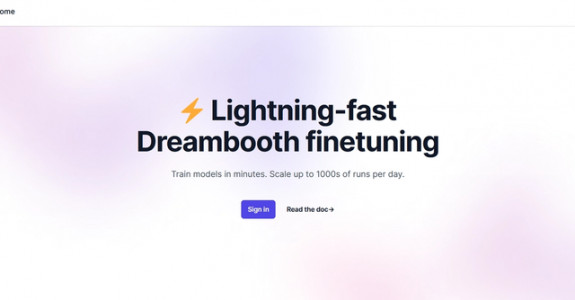 ome
⚡ Lightning-fast
Dreambooth finetuning
Train models in minutes. Scale up to 1000s of runs per day.
Sign in
Read the doc→